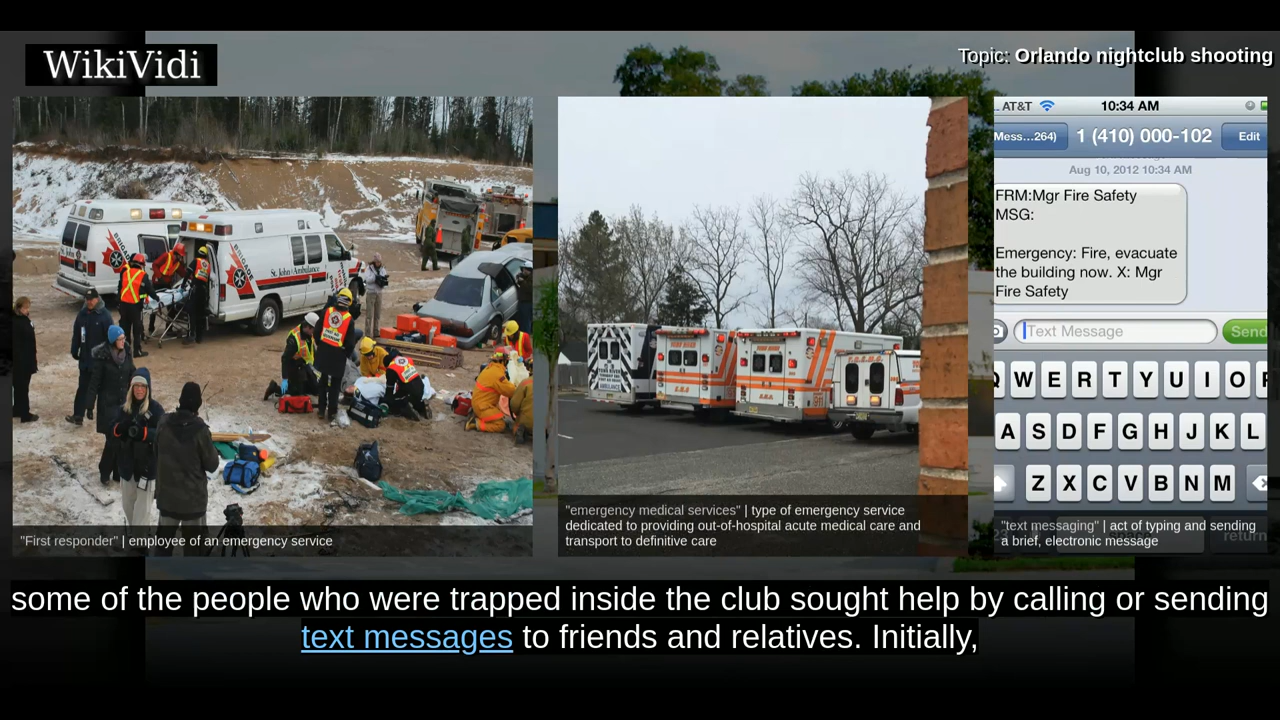 WikiVidi
Topic: Orlando nightclub shooting
St. John Ambulance
"First responder" | employee of an emergency service
"emergency medical services" | type of emergency service
dedicated to providing out-of-hospital acute medical care and
transport to definitive care
AT&T
10:34 AM
Mess...264)
1 (410) 000-102
Edit
Aug 10, 2012 10:34 AM
FRM:Mgr Fire Safety
MSG:
Emergency: Fire, evacuate
the building now. X: Mgr
Fire Safety
Text Message
Send
Q W E R T Y U I O P
A S D F G H J K L
Z X C V B N M
return
"text messaging" | act of typing and sending
a brief, electronic message
some of the people who were trapped inside the club sought help by calling or sending
text messages to friends and relatives. Initially,